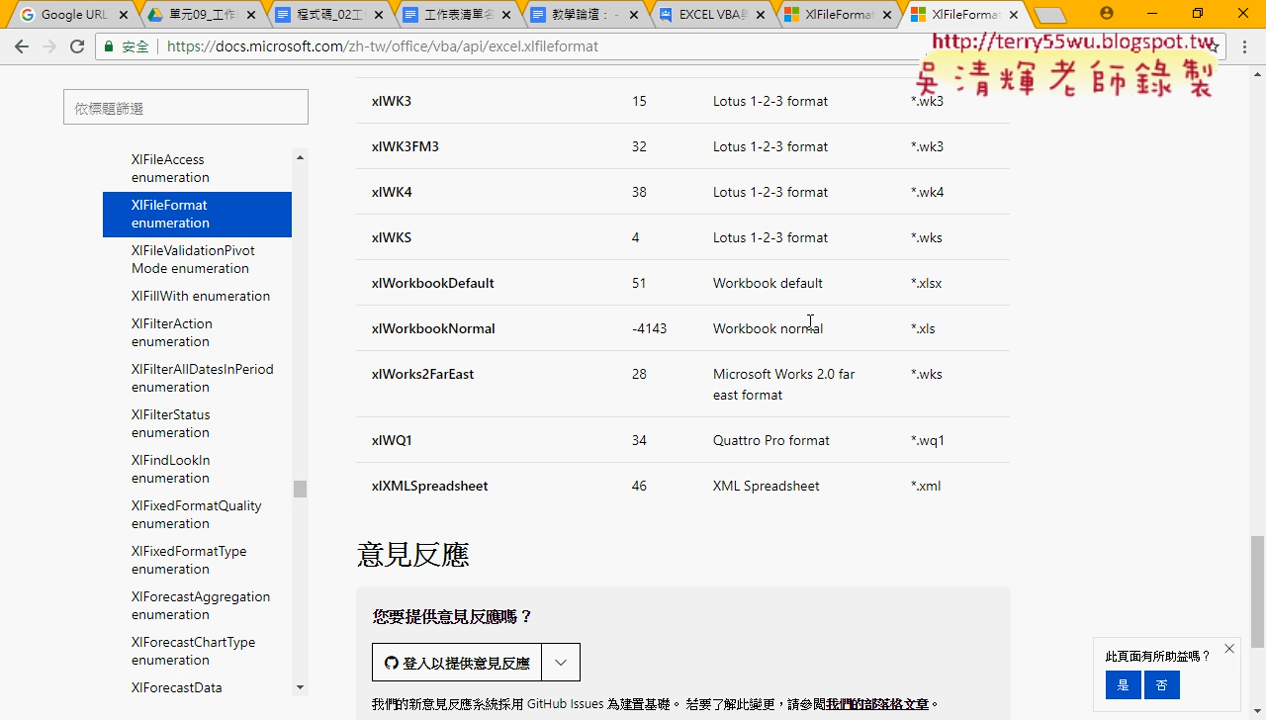 Google URL
單元09_工作
程式碼_02工
工作表清單名
教學論壇： -
EXCEL VBA與
XlFileFormat
XlFileFormat
安全
https://docs.microsoft.com/zh-tw/office/vba/api/excel.xlfileformat
http://terry55wu.blogspot.tw
吳清輝老師錄製
依標題篩選
XlFileAccess
enumeration
XlFileFormat
enumeration
XlFileValidationPivot
Mode enumeration
XlFillWith enumeration
XlFilterAction
enumeration
XlFilterAllDatesInPeriod
enumeration
XlFilterStatus
enumeration
XlFindLookIn
enumeration
XlFixedFormatQuality
enumeration
XlFixedFormatType
enumeration
XlForecastAggregation
enumeration
XlForecastChartType
enumeration
XlForecastData
xlWK3 15 Lotus 1-2-3 format *.wk3
xlWK3FM3 32 Lotus 1-2-3 format *.wk3
xlWK4 38 Lotus 1-2-3 format *.wk4
xlWKS 4 Lotus 1-2-3 format *.wks
xlWorkbookDefault 51 Workbook default *.xlsx
xlWorkbookNormal -4143 Workbook normal *.xls
xlWorks2FarEast 28 Microsoft Works 2.0 far *.wks
east format
xlWQ1 34 Quattro Pro format *.wq1
xlXMLSpreadsheet 46 XML Spreadsheet *.xml
意見反應
您要提供意見反應嗎？
登入以提供意見反應
我們的新意見反應系統採用 GitHub Issues 為建置基礎。 若要了解此變更，請參閱我們的部落格文章。
此頁面有所助益嗎？
是
否